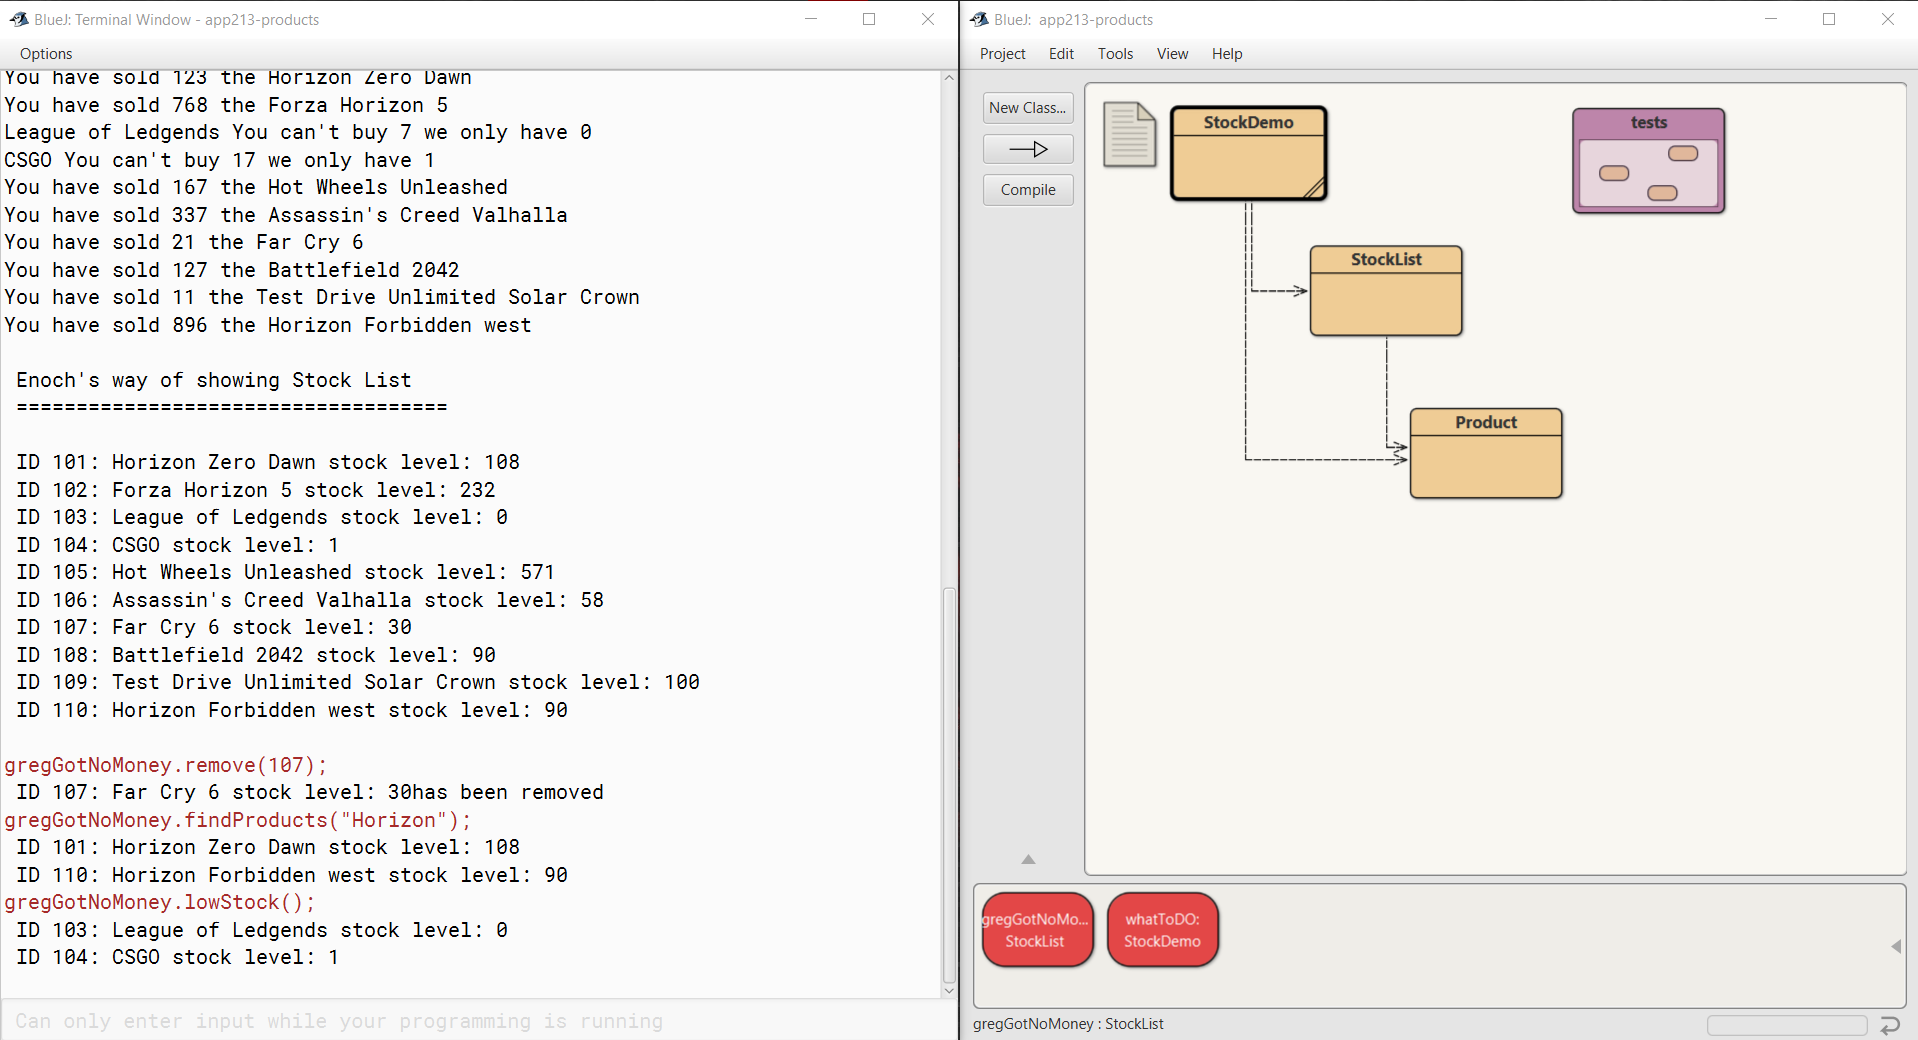 BlueJ: Terminal Window - app213-products
Options
You have sold 123 the Horizon Zero Dawn
You have sold 768 the Forza Horizon 5
League of Ledgends You can't buy 7 we only have 0
CSGO You can't buy 17 we only have 1
You have sold 167 the Hot Wheels Unleashed
You have sold 337 the Assassin's Creed Valhalla
You have sold 21 the Far Cry 6
You have sold 127 the Battlefield 2042
You have sold 11 the Test Drive Unlimited Solar Crown
You have sold 896 the Horizon Forbidden west
Enoch's way of showing Stock List
====================================
ID 101: Horizon Zero Dawn stock level: 108
ID 102: Forza Horizon 5 stock level: 232
ID 103: League of Ledgends stock level: 0
ID 104: CSGO stock level: 1
ID 105: Hot Wheels Unleashed stock level: 571
ID 106: Assassin's Creed Valhalla stock level: 58
ID 107: Far Cry 6 stock level: 30
ID 108: Battlefield 2042 stock level: 90
ID 109: Test Drive Unlimited Solar Crown stock level: 100
ID 110: Horizon Forbidden west stock level: 90
gregGotNoMoney.remove(107);
ID 107: Far Cry 6 stock level: 30has been removed
gregGotNoMoney.findProducts("Horizon");
ID 101: Horizon Zero Dawn stock level: 108
ID 110: Horizon Forbidden west stock level: 90
gregGotNoMoney.lowStock();
ID 103: League of Ledgends stock level: 0
ID 104: CSGO stock level: 1
Can only enter input while your programming is running
BlueJ: app213-products
Project Edit Tools View Help
New Class...
Compile
StockDemo
tests
StockList
Product
gregGotNoMo...
StockList
whatToDO:
StockDemo
gregGotNoMoney : StockList